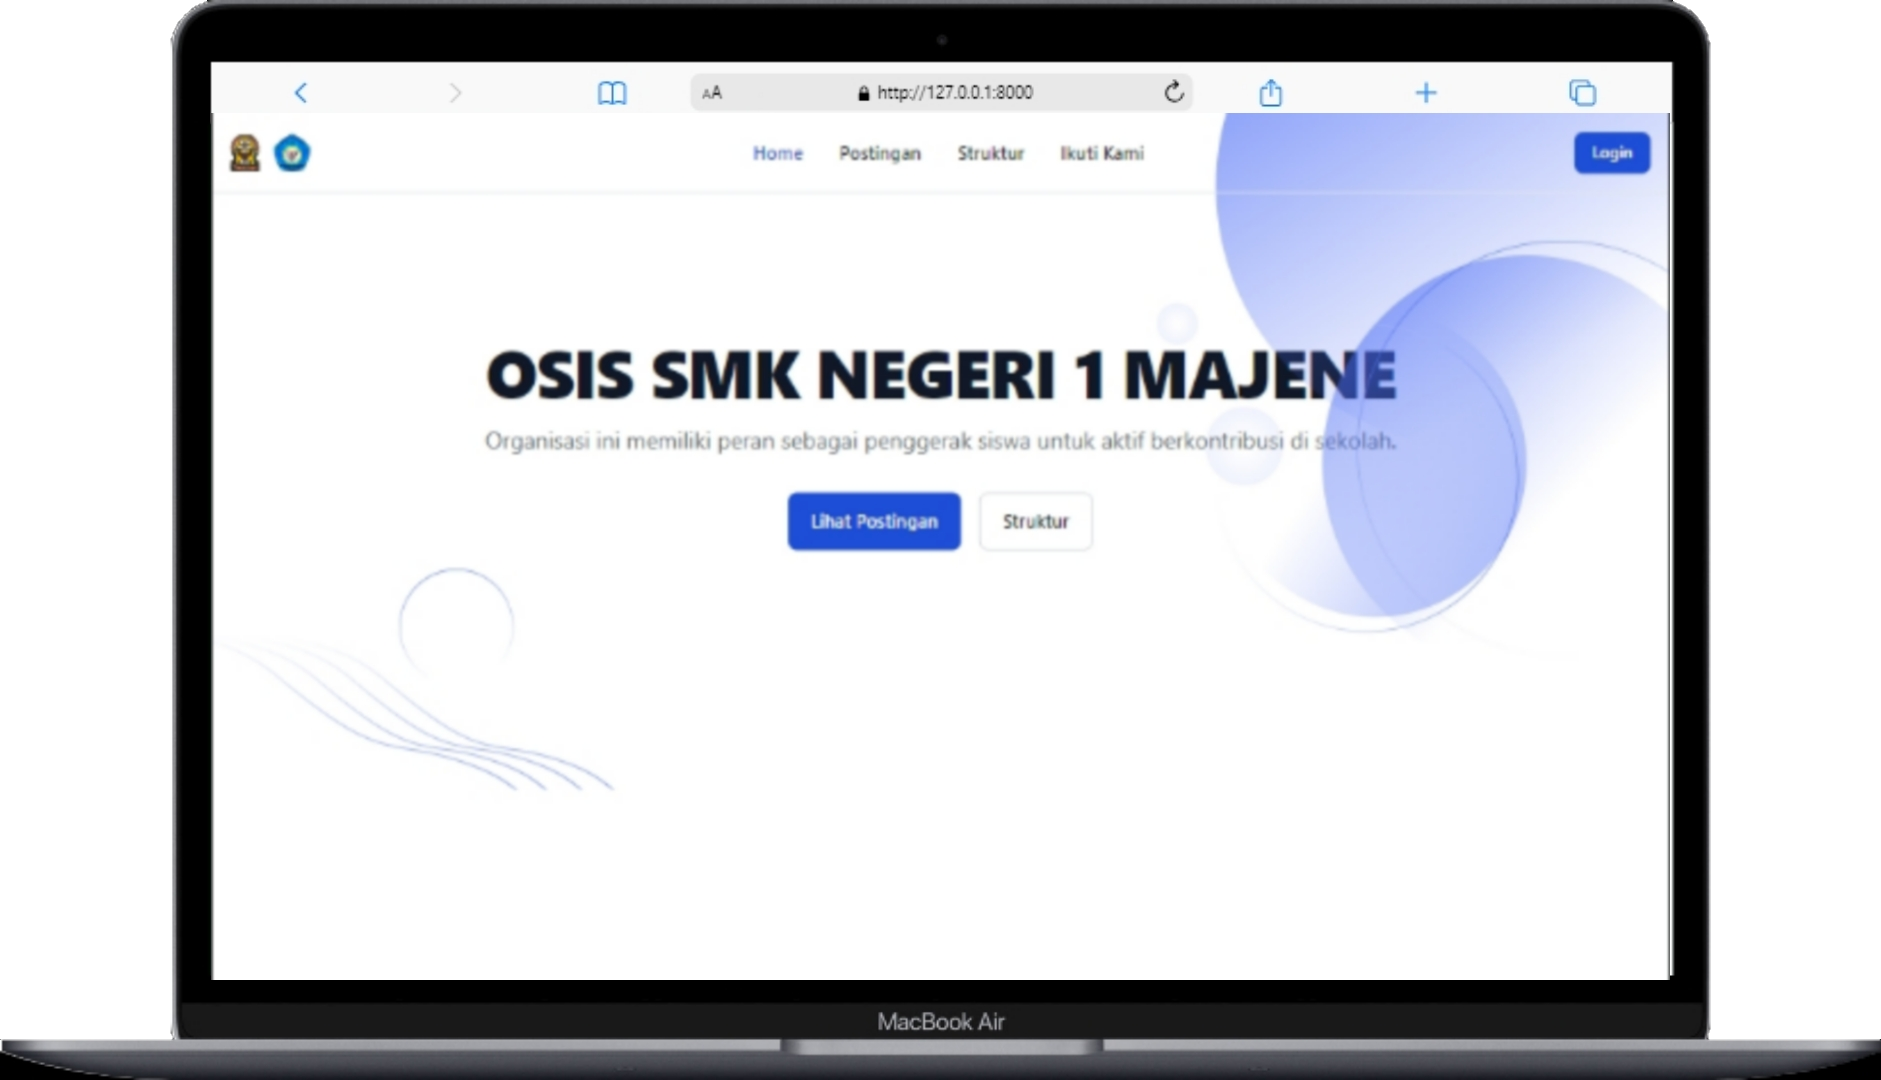 AA http://127.0.0.1:8000
Home Postingan Struktur Ikuti Kami Login
OSIS SMK NEGERI 1 MAJENE
Organisasi ini memiliki peran sebagai penggerak siswa untuk aktif berkontribusi di sekolah.
Lihat Postingan Struktur
MacBook Air